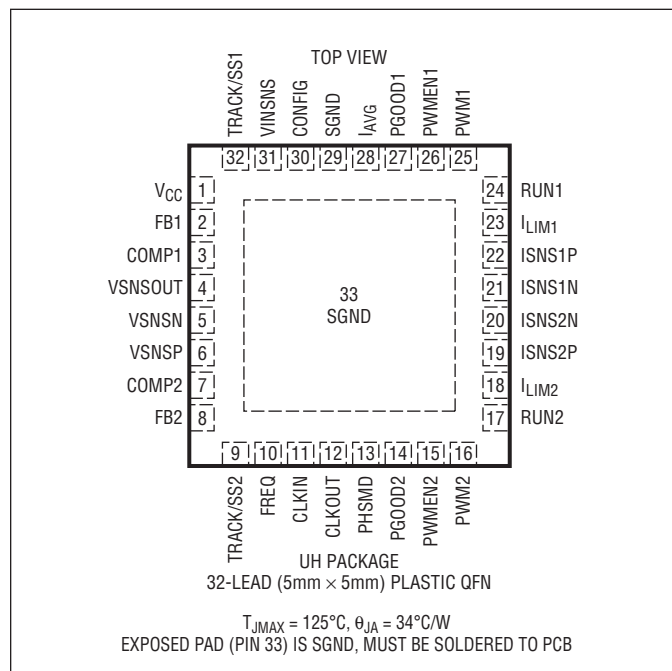 TOP VIEW
TRACK/SS1
VINSNS
CONFIG
SGND
IAVG
PGOOD1
PWMEN1
PWM1
32 31 30 29 28 27 26 25
VCC 1
FB1 2
COMP1 3
VSNSOUT 4
VSNSN 5
VSNSP 6
COMP2 7
FB2 8
33
SGND
24 RUN1
23 ILIM1
22 ISNS1P
21 ISNS1N
20 ISNS2N
19 ISNS2P
18 ILIM2
17 RUN2
9 10 11 12 13 14 15 16
TRACK/SS2
FREQ
CLKIN
CLKOUT
PHSMD
PGOOD2
PWMEN2
PWM2
UH PACKAGE
32-LEAD (5mm × 5mm) PLASTIC QFN
TJMAX = 125°C, θJA = 34°C/W
EXPOSED PAD (PIN 33) IS SGND, MUST BE SOLDERED TO PCB